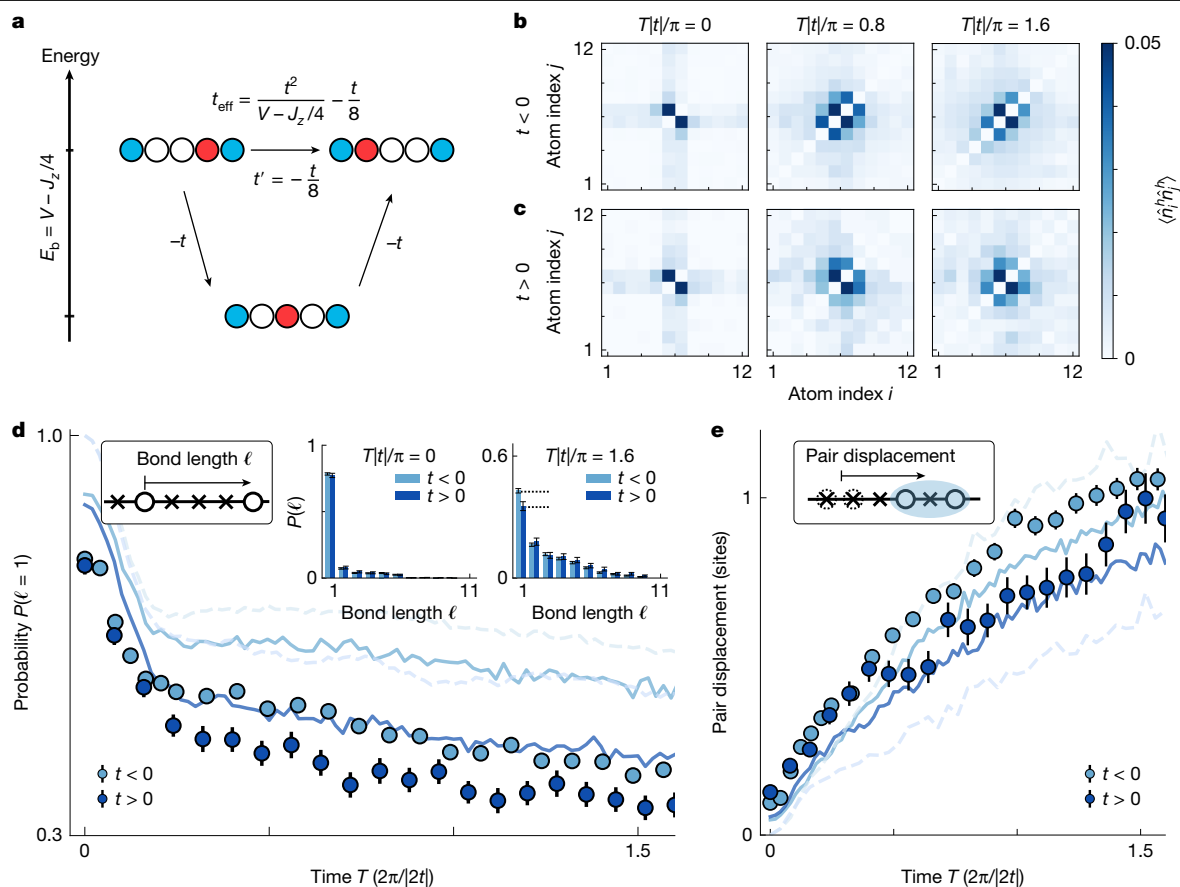 a
Energy
t_eff = t²/(V – J_z/4) – t/8
t′ = – t/8
E_b = V – J_z/4
–t
–t
b
T|t|/π = 0
T|t|/π = 0.8
T|t|/π = 1.6
t < 0
Atom index j
12
1
0.05
⟨n̂ᵢʰn̂ⱼʰ⟩
0
c
t > 0
Atom index j
12
1
1
12
1
12
1
12
Atom index i
d
1.0
Probability P(ℓ = 1)
0.3
Bond length ℓ
1
P(ℓ)
0
T|t|/π = 0
t < 0
t > 0
1
11
Bond length ℓ
0.6
0
T|t|/π = 1.6
t < 0
t > 0
1
11
Bond length ℓ
t < 0
t > 0
0
1.5
Time T (2π/|2t|)
e
1
Pair displacement (sites)
0
Pair displacement
t < 0
t > 0
0
1.5
Time T (2π/|2t|)